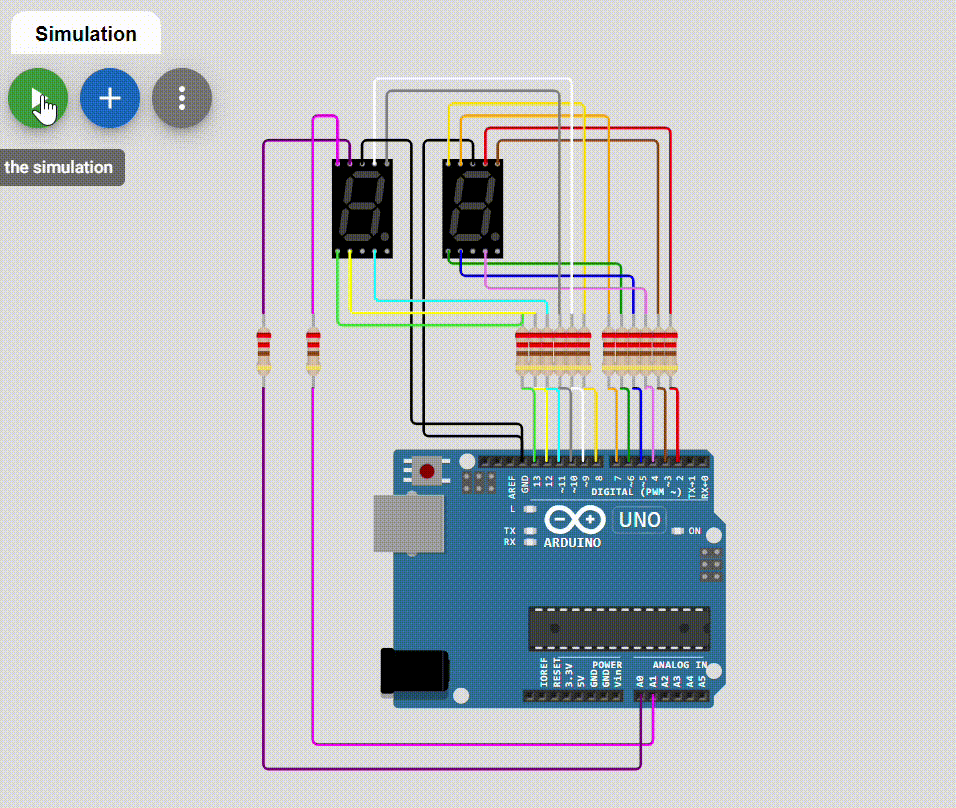 Simulation
the simulation
AREF
GND
13
12
~11
~10
~9
8
7
~6
~5
4
~3
2
TX→1
RX←0
DIGITAL (PWM ~)
L
TX
RX
UNO
ON
ARDUINO
IOREF
RESET
3.3V
5V
GND
GND
Vin
POWER
ANALOG IN
A0
A1
A2
A3
A4
A5